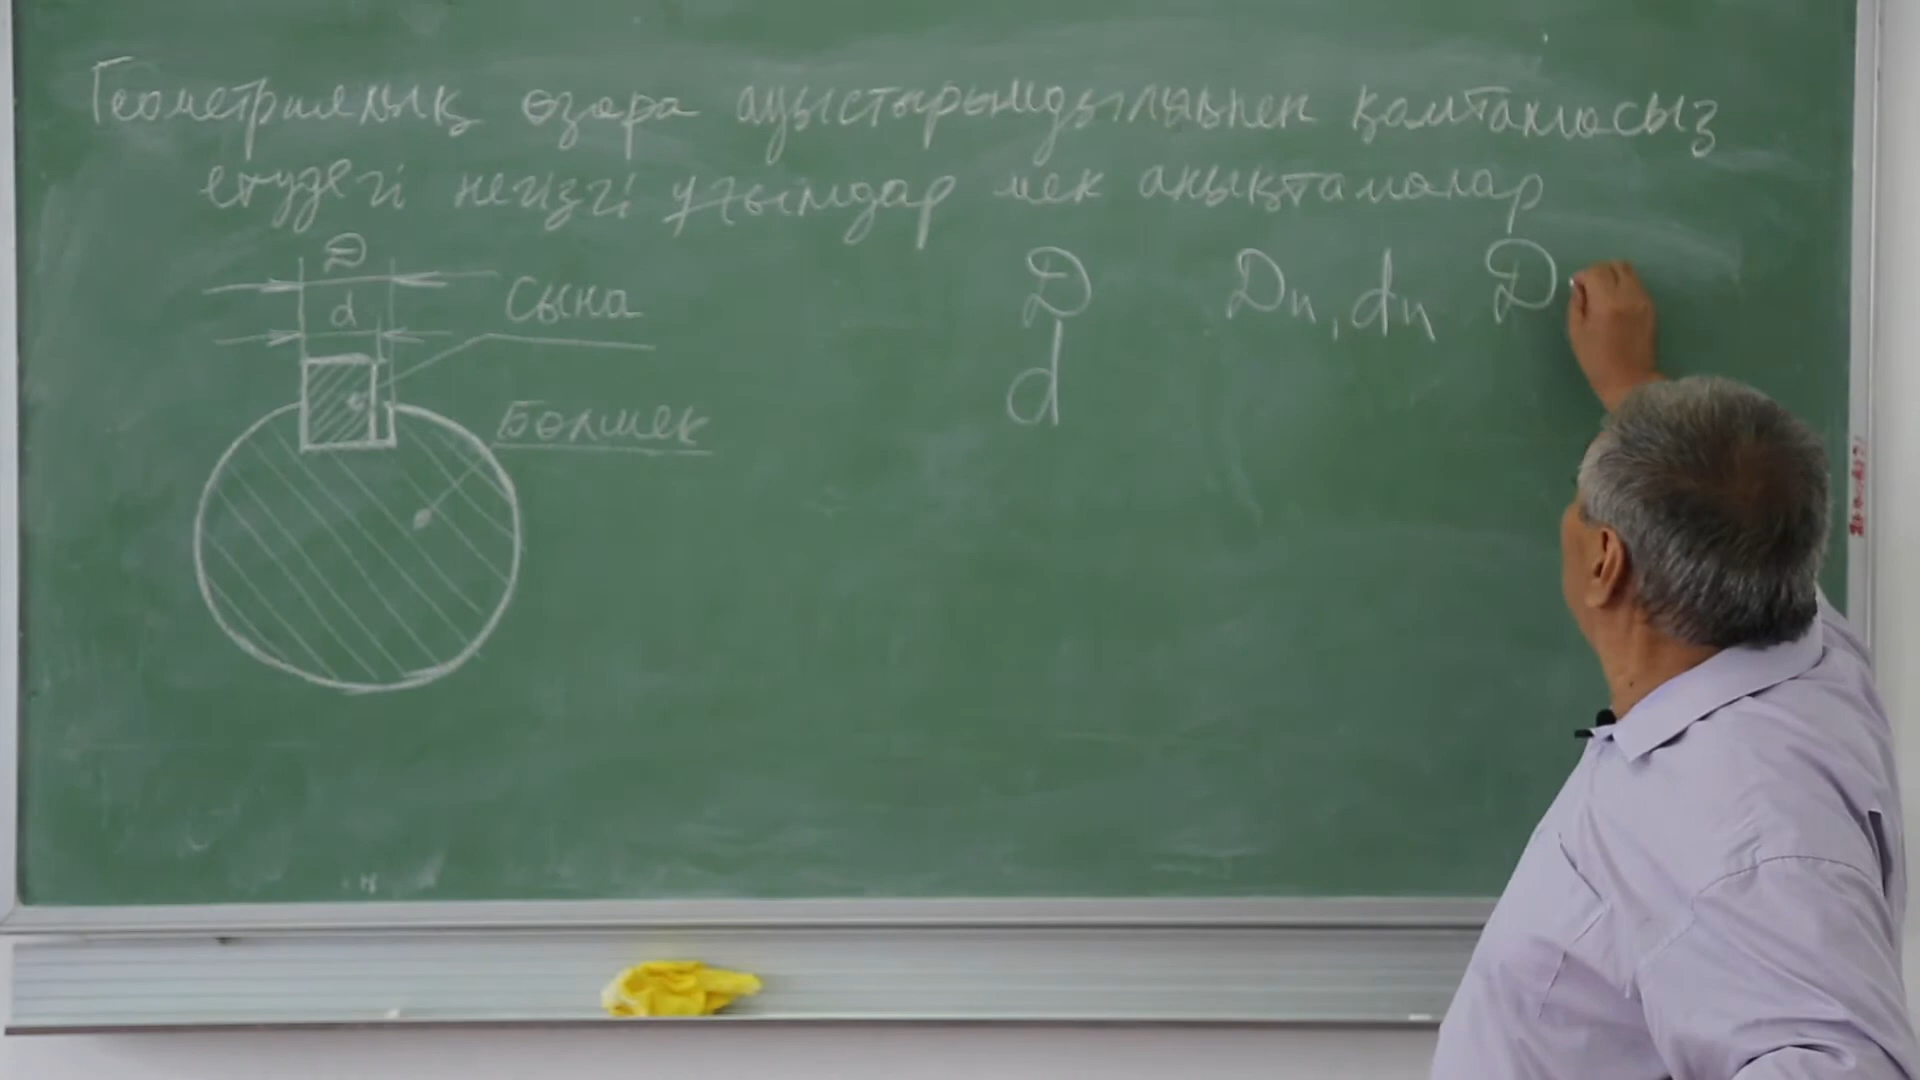 Геометриялық өзара ауыстырымдылықпен қамтамасыз
етудегі негізгі ұғымдар мен анықтамалар
D
d
Сына
Бөлшек
D
d
Dн, dн D